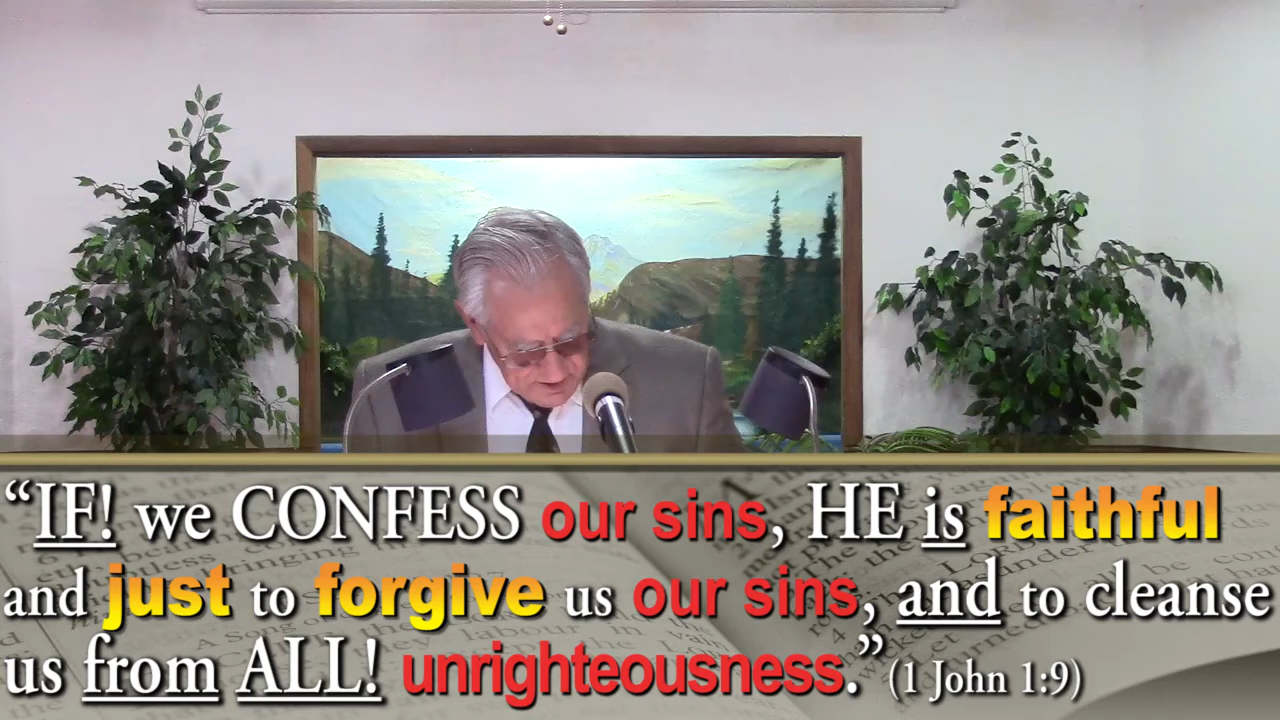 “IF! we CONFESS our sins, HE is faithful
and just to forgive us our sins, and to cleanse
us from ALL! unrighteousness.” (1 John 1:9)